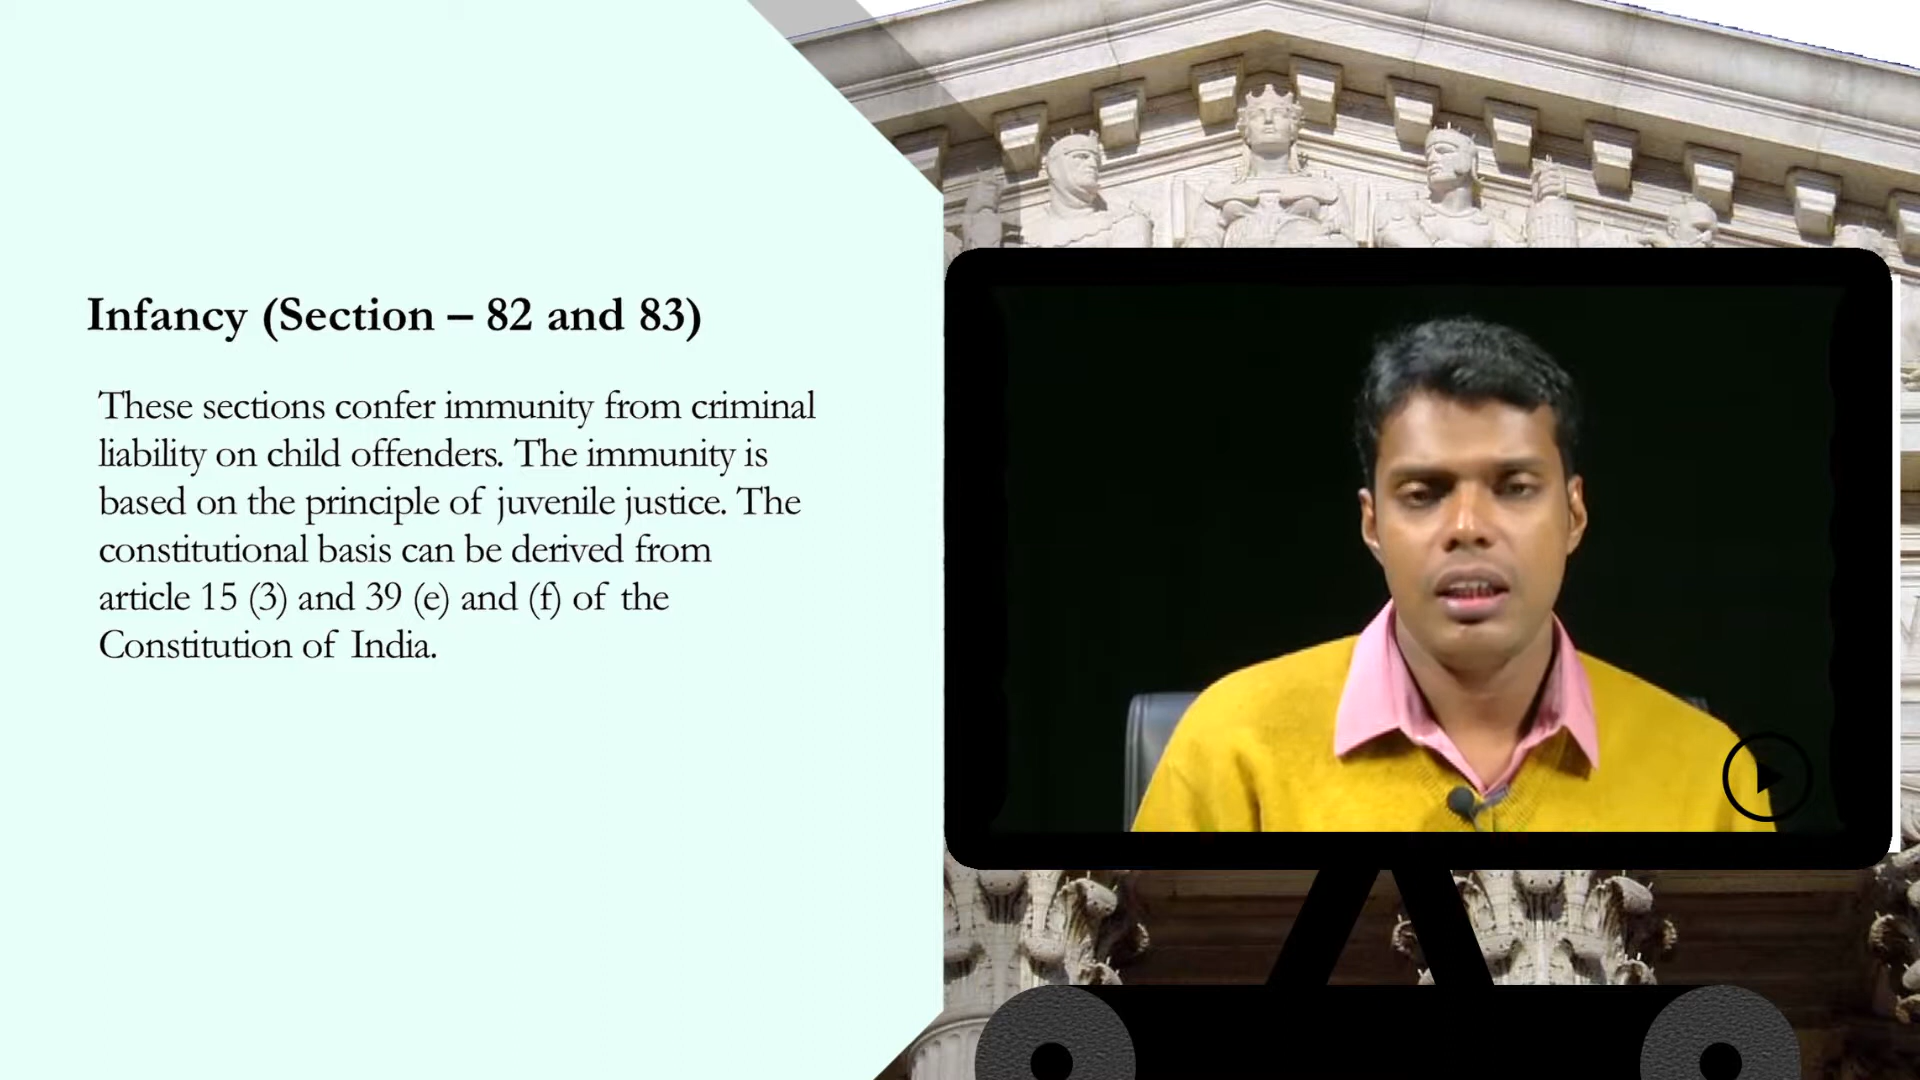 Infancy (Section – 82 and 83)
These sections confer immunity from criminal
liability on child offenders. The immunity is
based on the principle of juvenile justice. The
constitutional basis can be derived from
article 15 (3) and 39 (e) and (f) of the
Constitution of India.